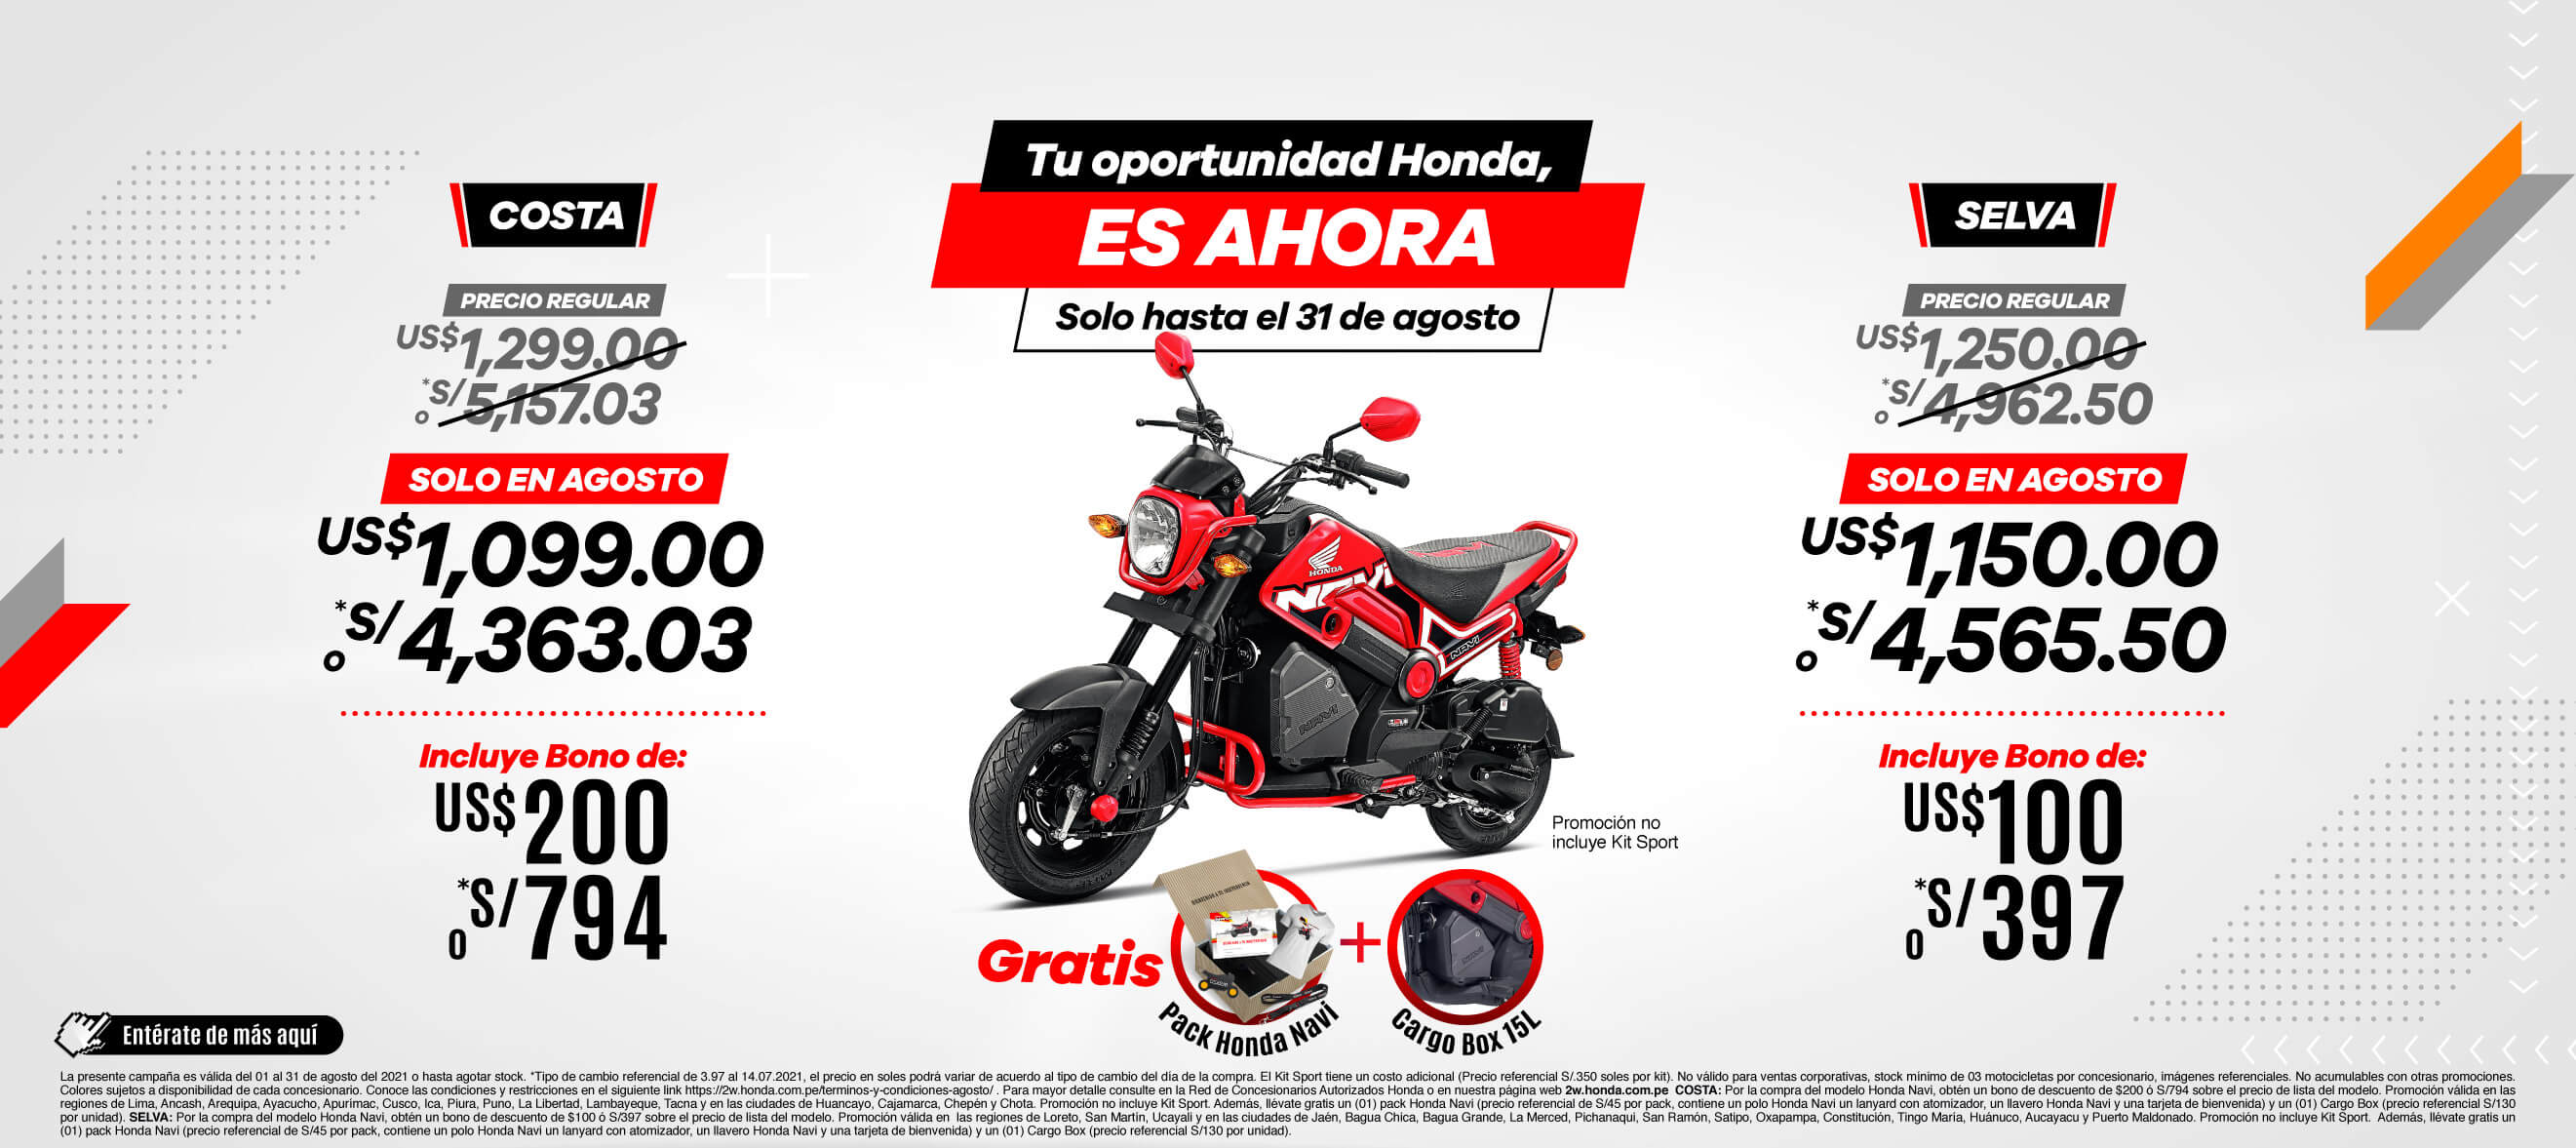 Tu oportunidad Honda,
ES AHORA
Solo hasta el 31 de agosto
COSTA
PRECIO REGULAR
US$1,299.00
o *S/5,157.03
SOLO EN AGOSTO
US$1,099.00
o *S/4,363.03
Incluye Bono de:
US$200
o *S/794
SELVA
PRECIO REGULAR
US$1,250.00
o *S/4,962.50
SOLO EN AGOSTO
US$1,150.00
o *S/4,565.50
Incluye Bono de:
US$100
o *S/397
HONDA
NAVi
NAVi
NAVi
Promoción no
incluye Kit Sport
Gratis
+
Pack Honda Navi
Cargo Box 15L
Entérate de más aquí
La presente campaña es válida del 01 al 31 de agosto del 2021 o hasta agotar stock. *Tipo de cambio referencial de 3.97 al 14.07.2021, el precio en soles podrá variar de acuerdo al tipo de cambio del día de la compra. El Kit Sport tiene un costo adicional (Precio referencial S/.350 soles por kit). No válido para ventas corporativas, stock mínimo de 03 motocicletas por concesionario, imágenes referenciales. No acumulables con otras promociones.
Colores sujetos a disponibilidad de cada concesionario. Conoce las condiciones y restricciones en el siguiente link https://2w.honda.com.pe/terminos-y-condiciones-agosto/ . Para mayor detalle consulte en la Red de Concesionarios Autorizados Honda o en nuestra página web 2w.honda.com.pe COSTA: Por la compra del modelo Honda Navi, obtén un bono de descuento de $200 ó S/794 sobre el precio de lista del modelo. Promoción válida en las
regiones de Lima, Ancash, Arequipa, Ayacucho, Apurímac, Cusco, Ica, Piura, Puno, La Libertad, Lambayeque, Tacna y en las ciudades de Huancayo, Cajamarca, Chepén y Chota. Promoción no incluye Kit Sport. Además, llévate gratis un (01) pack Honda Navi (precio referencial de S/45 por pack, contiene un polo Honda Navi un lanyard con atomizador, un llavero Honda Navi y una tarjeta de bienvenida) y un (01) Cargo Box (precio referencial S/130
por unidad). SELVA: Por la compra del modelo Honda Navi, obtén un bono de descuento de $100 ó S/397 sobre el precio de lista del modelo. Promoción válida en las regiones de Loreto, San Martín, Ucayali y en las ciudades de Jaén, Bagua Chica, Bagua Grande, La Merced, Pichanaqui, San Ramón, Satipo, Oxapampa, Constitución, Tingo María, Huánuco, Aucayacu y Puerto Maldonado. Promoción no incluye Kit Sport. Además, llévate gratis un
(01) pack Honda Navi (precio referencial de S/45 por pack, contiene un polo Honda Navi un lanyard con atomizador, un llavero Honda Navi y una tarjeta de bienvenida) y un (01) Cargo Box (precio referencial S/130 por unidad).